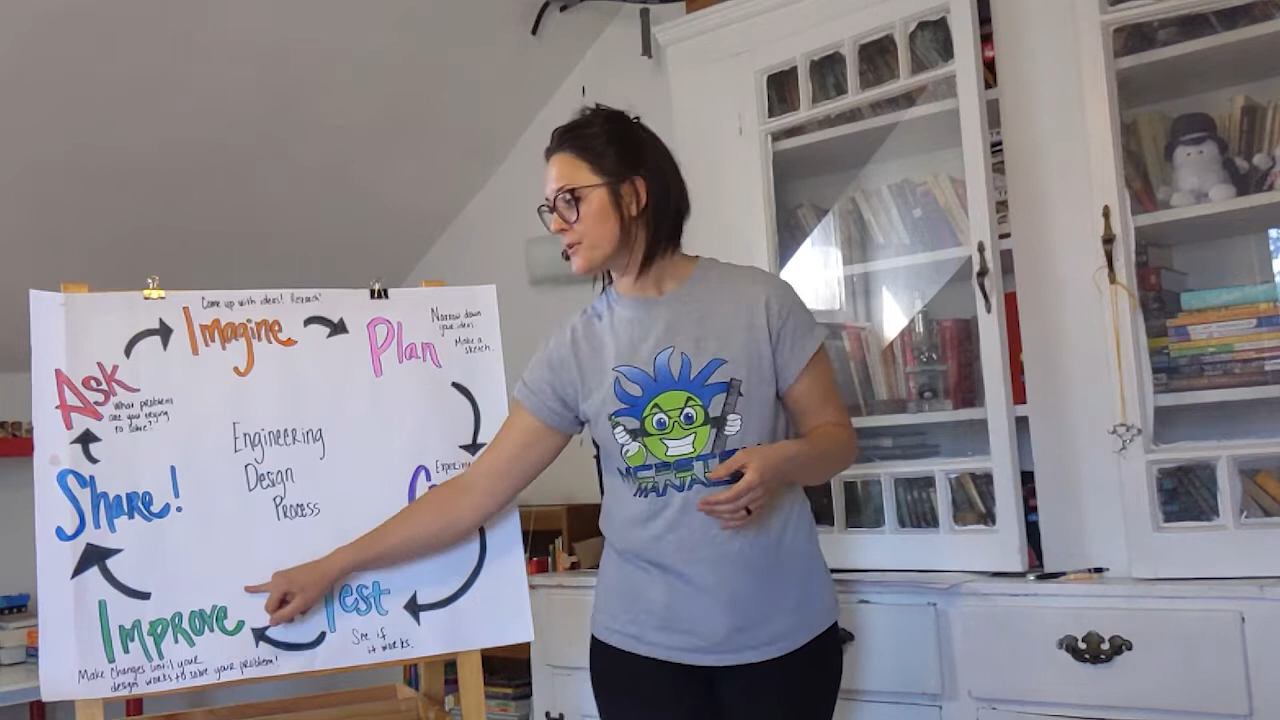 Come up with ideas! Research!
Imagine
Plan
Narrow down
your ideas.
Make a
sketch.
Ask
What problem
are you trying
to solve?
Engineering
Design
Process
Share!
Test
See if
it works.
Improve
Make changes until your
design works to solve your problem!